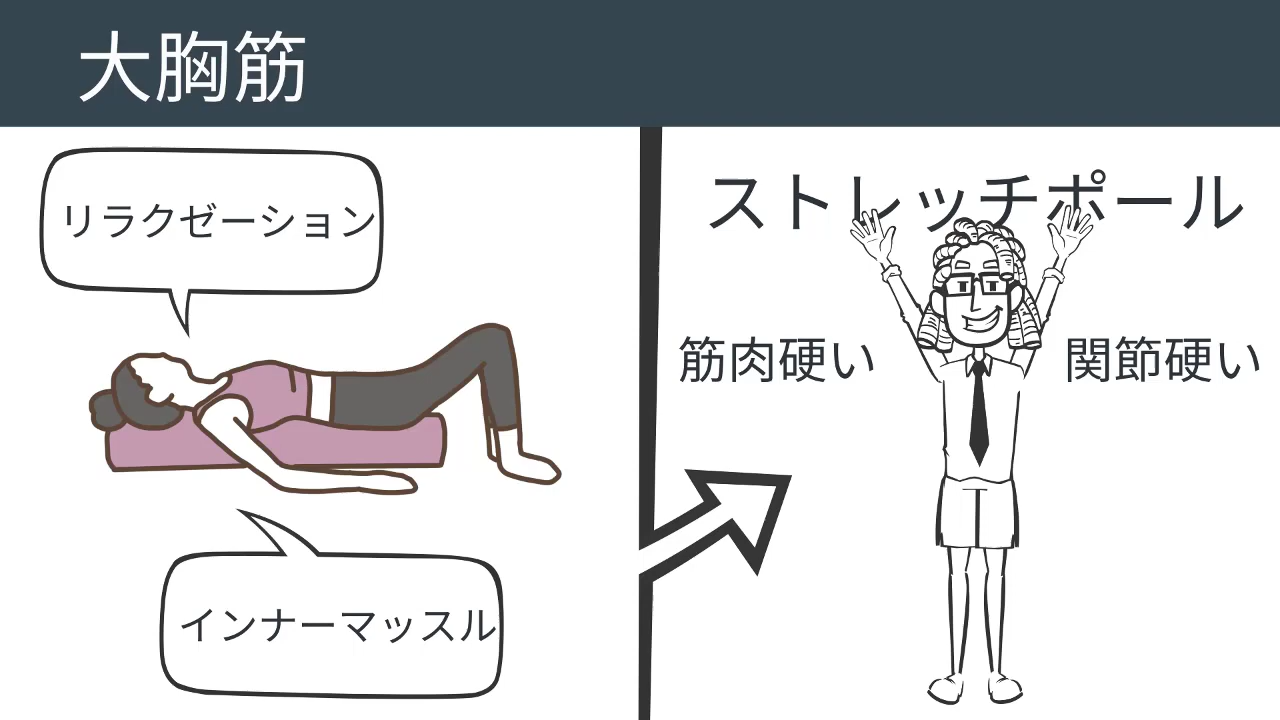 大胸筋
リラクゼーション
インナーマッスル
ストレッチポール
筋肉硬い
関節硬い